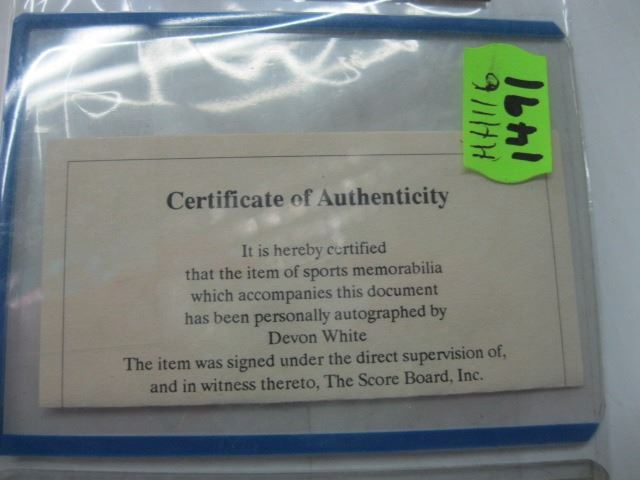 HH116
1491
Certificate of Authenticity
It is hereby certified
that the item of sports memorabilia
which accompanies this document
has been personally autographed by
Devon White
The item was signed under the direct supervision of,
and in witness thereto, The Score Board, Inc.